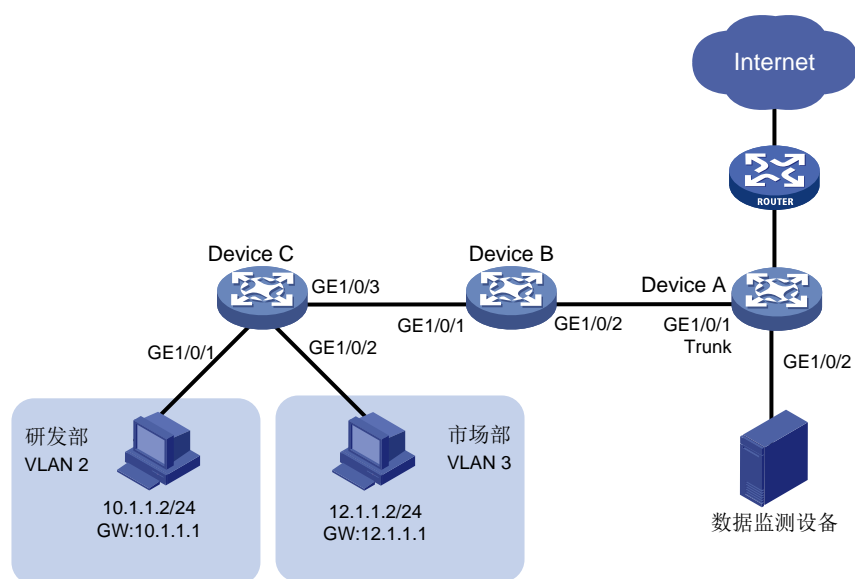 Internet
ROUTER
Device C
Device B
Device A
GE1/0/3
GE1/0/1
GE1/0/2
GE1/0/1
Trunk
GE1/0/1
GE1/0/2
GE1/0/2
研发部
VLAN 2
市场部
VLAN 3
10.1.1.2/24
GW:10.1.1.1
12.1.1.2/24
GW:12.1.1.1
数据监测设备